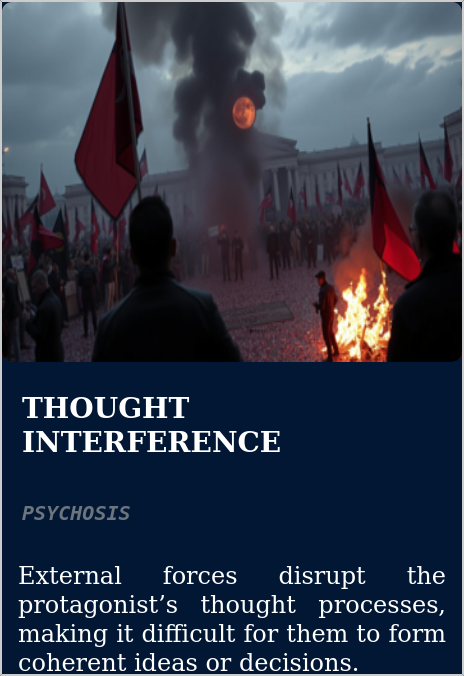 THOUGHT
INTERFERENCE
PSYCHOSIS
External forces disrupt the
protagonist’s thought processes,
making it difficult for them to form
coherent ideas or decisions.